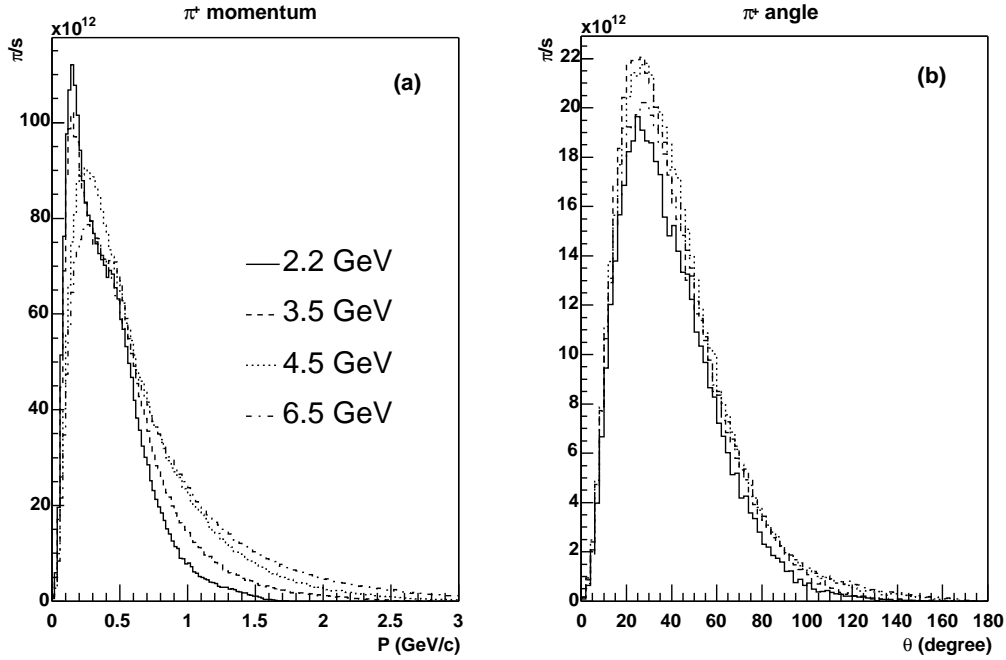 π⁺ momentum
x10¹²
π/s
(a)
100
80
60
40
20
0
2.2 GeV
3.5 GeV
4.5 GeV
6.5 GeV
0 0.5 1 1.5 2 2.5 3
P (GeV/c)
π⁺ angle
x10¹²
π/s
(b)
22
20
18
16
14
12
10
8
6
4
2
0
0 20 40 60 80 100 120 140 160 180
θ (degree)